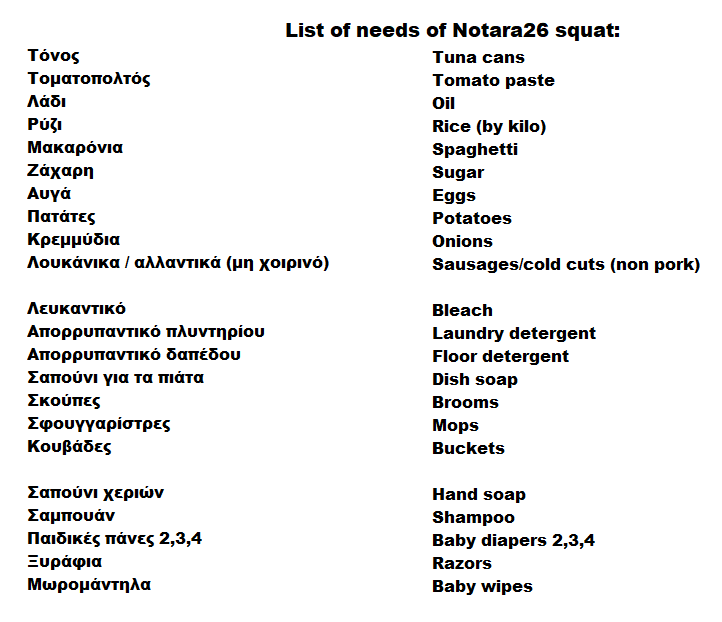 List of needs of Notara26 squat:
Τόνος Tuna cans
Τοματοπολτός Tomato paste
Λάδι Oil
Ρύζι Rice (by kilo)
Μακαρόνια Spaghetti
Ζάχαρη Sugar
Αυγά Eggs
Πατάτες Potatoes
Κρεμμύδια Onions
Λουκάνικα / αλλαντικά (μη χοιρινό) Sausages/cold cuts (non pork)
Λευκαντικό Bleach
Απορρυπαντικό πλυντηρίου Laundry detergent
Απορρυπαντικό δαπέδου Floor detergent
Σαπούνι για τα πιάτα Dish soap
Σκούπες Brooms
Σφουγγαρίστρες Mops
Κουβάδες Buckets
Σαπούνι χεριών Hand soap
Σαμπουάν Shampoo
Παιδικές πάνες 2,3,4 Baby diapers 2,3,4
Ξυράφια Razors
Μωρομάντηλα Baby wipes